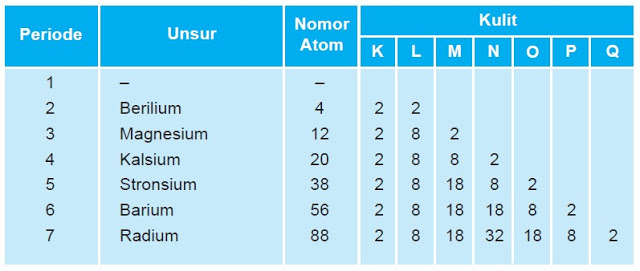 Periode Unsur Nomor Atom Kulit
K L M N O P Q
1 – –
2 Berilium 4 2 2
3 Magnesium 12 2 8 2
4 Kalsium 20 2 8 8 2
5 Stronsium 38 2 8 18 8 2
6 Barium 56 2 8 18 18 8 2
7 Radium 88 2 8 18 32 18 8 2